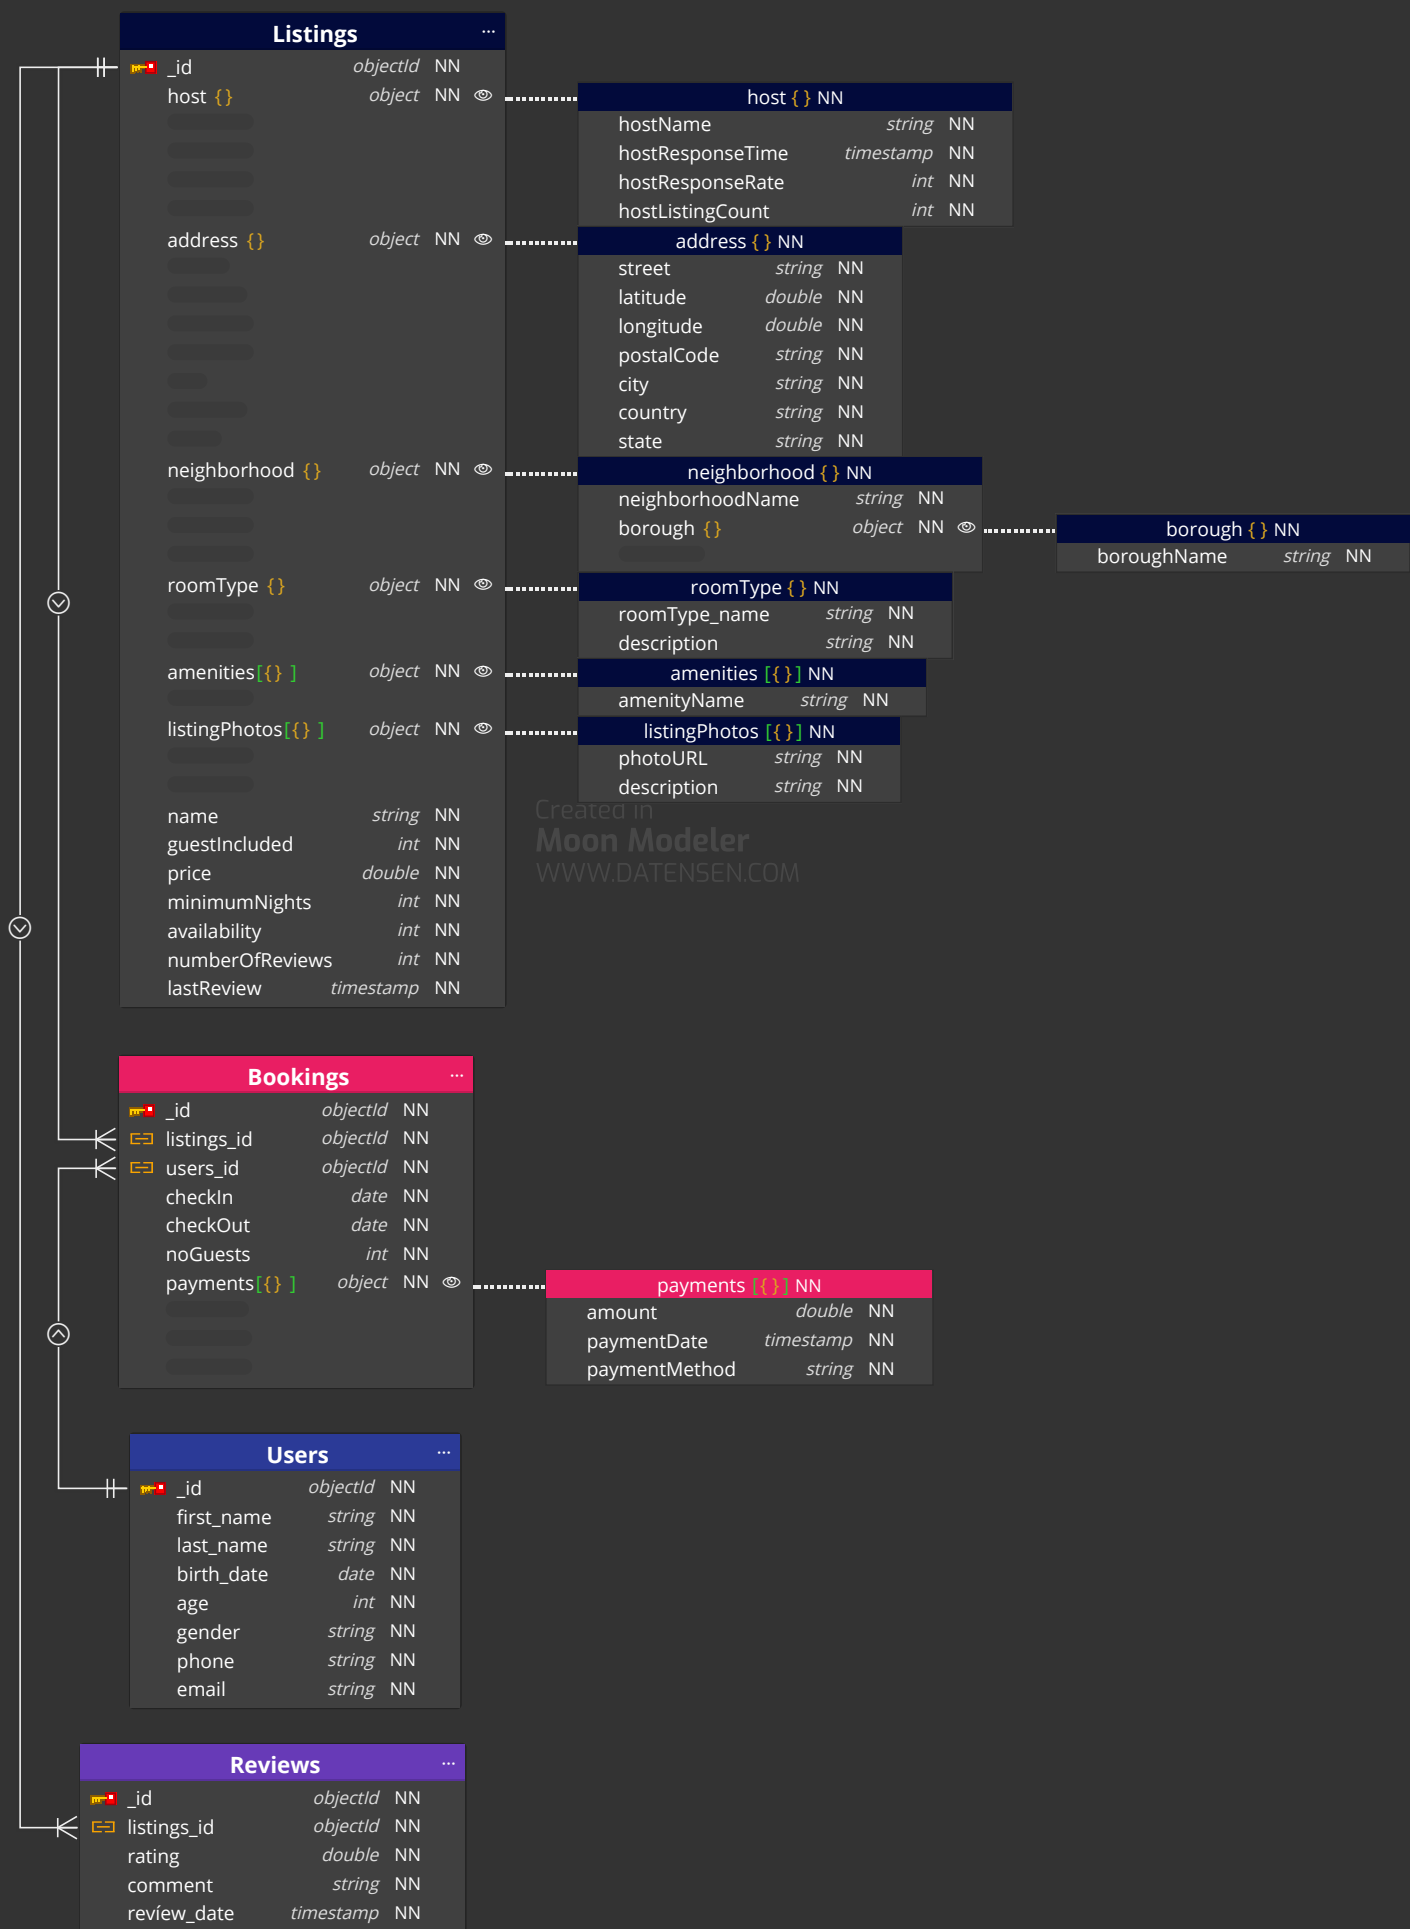 Listings ...
_id objectId NN
host {} object NN
host { } NN
hostName string NN
hostResponseTime timestamp NN
hostResponseRate int NN
hostListingCount int NN
address {} object NN
address { } NN
street string NN
latitude double NN
longitude double NN
postalCode string NN
city string NN
country string NN
state string NN
neighborhood {} object NN
neighborhood { } NN
neighborhoodName string NN
borough {} object NN
borough { } NN
boroughName string NN
roomType {} object NN
roomType { } NN
roomType_name string NN
description string NN
amenities[{} ] object NN
amenities [{ }] NN
amenityName string NN
listingPhotos[{} ] object NN
listingPhotos [{ }] NN
photoURL string NN
description string NN
name string NN
guestIncluded int NN
price double NN
minimumNights int NN
availability int NN
numberOfReviews int NN
lastReview timestamp NN
Created in
Moon Modeler
WWW.DATENSEN.COM
Bookings ...
_id objectId NN
listings_id objectId NN
users_id objectId NN
checkIn date NN
checkOut date NN
noGuests int NN
payments[{} ] object NN
payments [{ }] NN
amount double NN
paymentDate timestamp NN
paymentMethod string NN
Users ...
_id objectId NN
first_name string NN
last_name string NN
birth_date date NN
age int NN
gender string NN
phone string NN
email string NN
Reviews ...
_id objectId NN
listings_id objectId NN
rating double NN
comment string NN
revíew_date timestamp NN